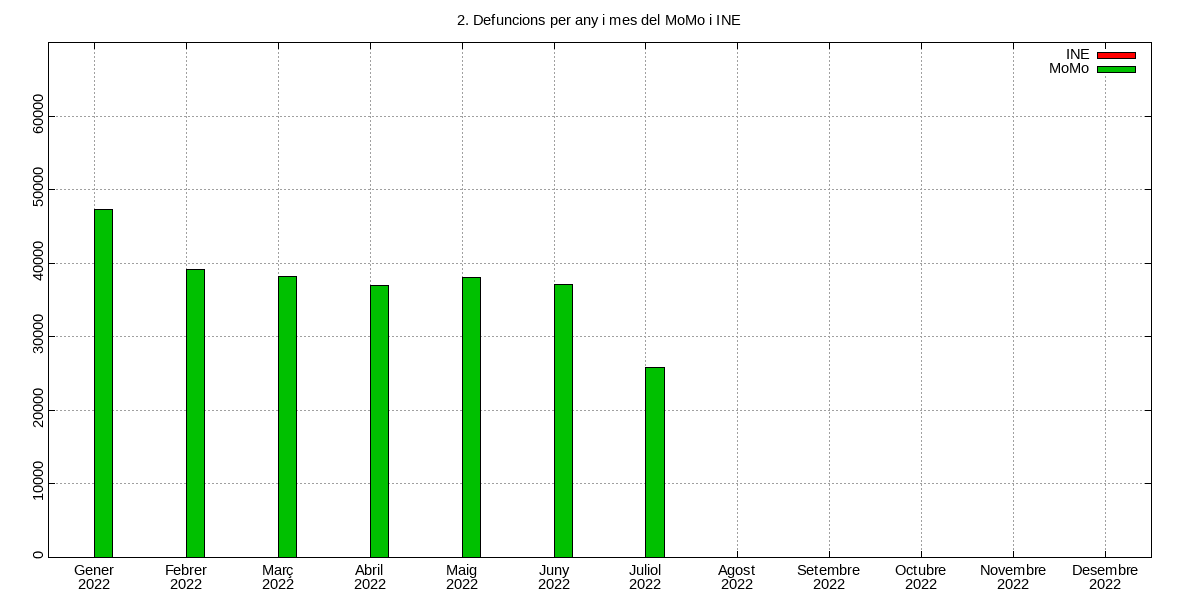 2. Defuncions per any i mes del MoMo i INE
INE
MoMo
60000
50000
40000
30000
20000
10000
0
Gener Febrer Març Abril Maig Juny Juliol Agost Setembre Octubre Novembre Desembre
2022 2022 2022 2022 2022 2022 2022 2022 2022 2022 2022 2022